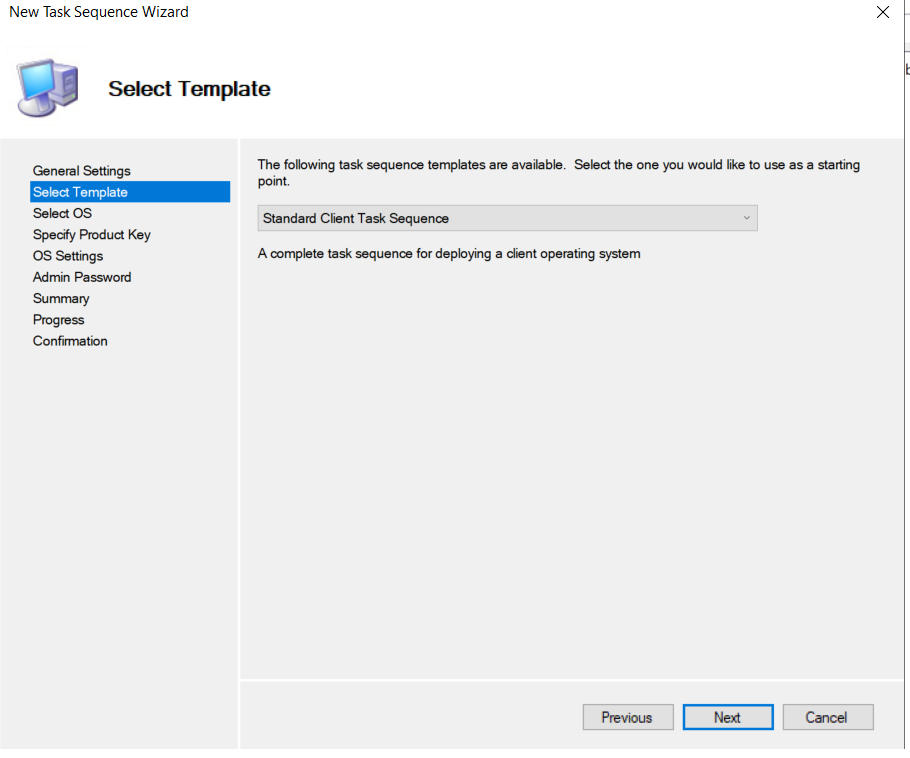 New Task Sequence Wizard
Select Template
General Settings
Select Template
Select OS
Specify Product Key
OS Settings
Admin Password
Summary
Progress
Confirmation
The following task sequence templates are available.  Select the one you would like to use as a starting
point.
Standard Client Task Sequence
A complete task sequence for deploying a client operating system
Previous
Next
Cancel